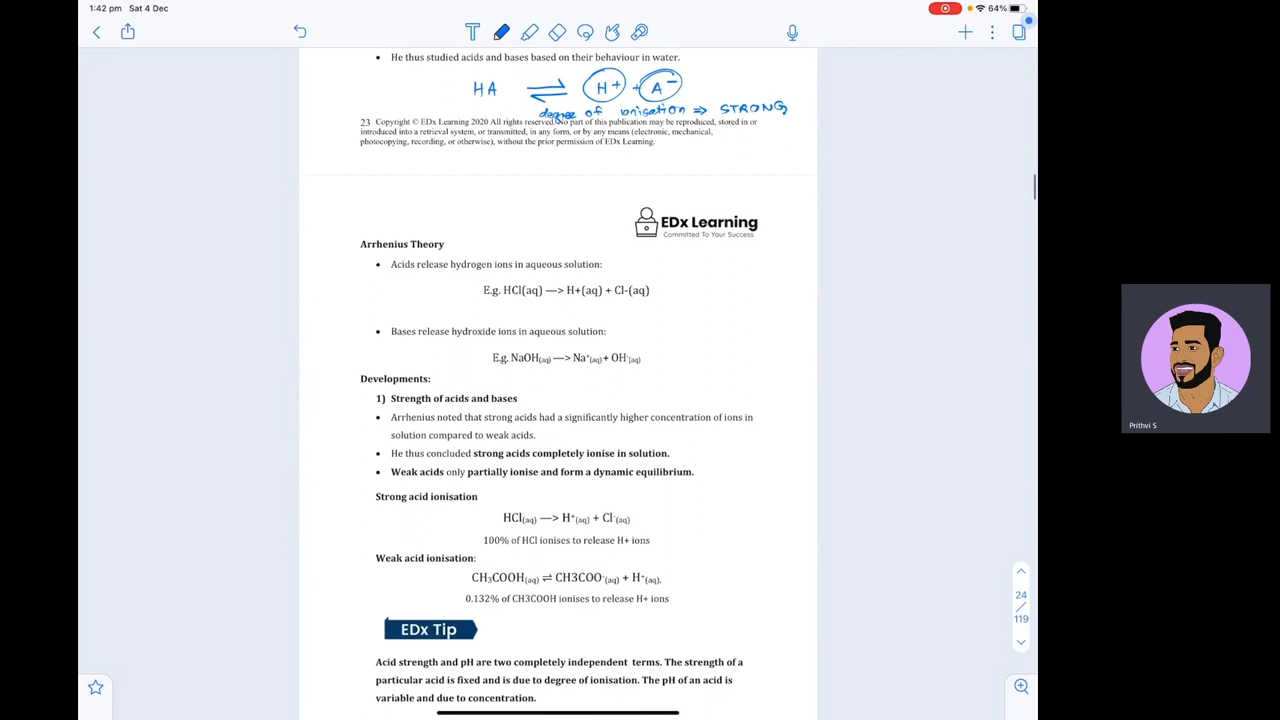 1:42 pm Sat 4 Dec
64%
• He thus studied acids and bases based on their behaviour in water.
HA ⇌ H+ + A−
degree of ionisation ⇒ STRONG
23 Copyright © EDx Learning 2020 All rights reserved. No part of this publication may be reproduced, stored in or
introduced into a retrieval system, or transmitted, in any form, or by any means (electronic, mechanical,
photocopying, recording, or otherwise), without the prior permission of EDx Learning.
EDx Learning
Committed To Your Success
Arrhenius Theory
• Acids release hydrogen ions in aqueous solution:
E.g. HCl(aq) —> H+(aq) + Cl-(aq)
• Bases release hydroxide ions in aqueous solution:
E.g. NaOH(aq) —> Na+(aq) + OH-(aq)
Developments:
1) Strength of acids and bases
• Arrhenius noted that strong acids had a significantly higher concentration of ions in
solution compared to weak acids.
• He thus concluded strong acids completely ionise in solution.
• Weak acids only partially ionise and form a dynamic equilibrium.
Strong acid ionisation
HCl(aq) —> H+(aq) + Cl-(aq)
100% of HCl ionises to release H+ ions
Weak acid ionisation:
CH3COOH(aq) ⇌ CH3COO-(aq) + H+(aq),
0.132% of CH3COOH ionises to release H+ ions
EDx Tip
Acid strength and pH are two completely independent terms. The strength of a
particular acid is fixed and is due to degree of ionisation. The pH of an acid is
variable and due to concentration.
24
/
119
Prithvi S